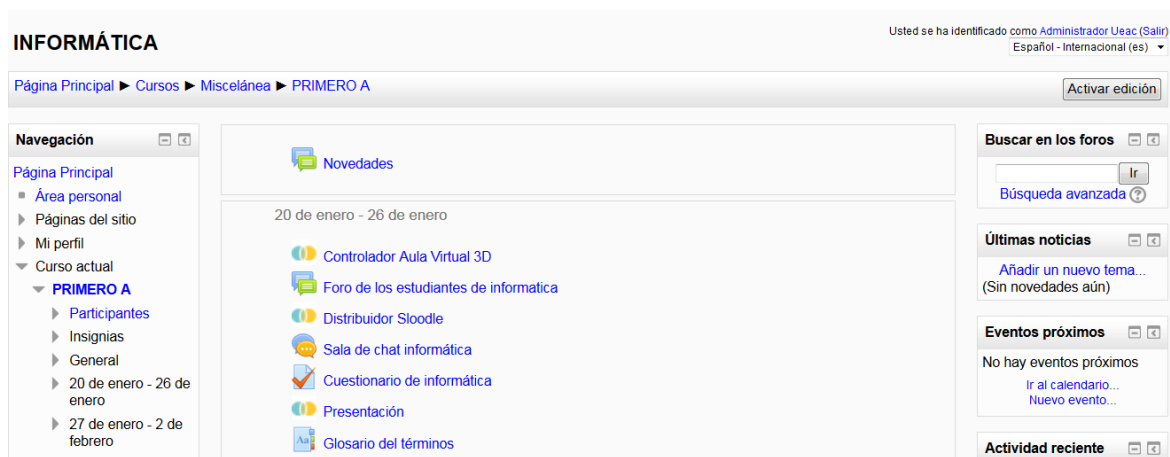 INFORMÁTICA
Usted se ha identificado como Administrador Ueac (Salir)
Español - Internacional (es)
Página Principal ► Cursos ► Miscelánea ► PRIMERO A
Activar edición
Navegación
Página Principal
Área personal
Páginas del sitio
Mi perfil
Curso actual
PRIMERO A
Participantes
Insignias
General
20 de enero - 26 de
enero
27 de enero - 2 de
febrero
Novedades
20 de enero - 26 de enero
Controlador Aula Virtual 3D
Foro de los estudiantes de informatica
Distribuidor Sloodle
Sala de chat informática
Cuestionario de informática
Presentación
Aa
Glosario del términos
Buscar en los foros
Ir
Búsqueda avanzada ?
Últimas noticias
Añadir un nuevo tema...
(Sin novedades aún)
Eventos próximos
No hay eventos próximos
Ir al calendario...
Nuevo evento...
Actividad reciente